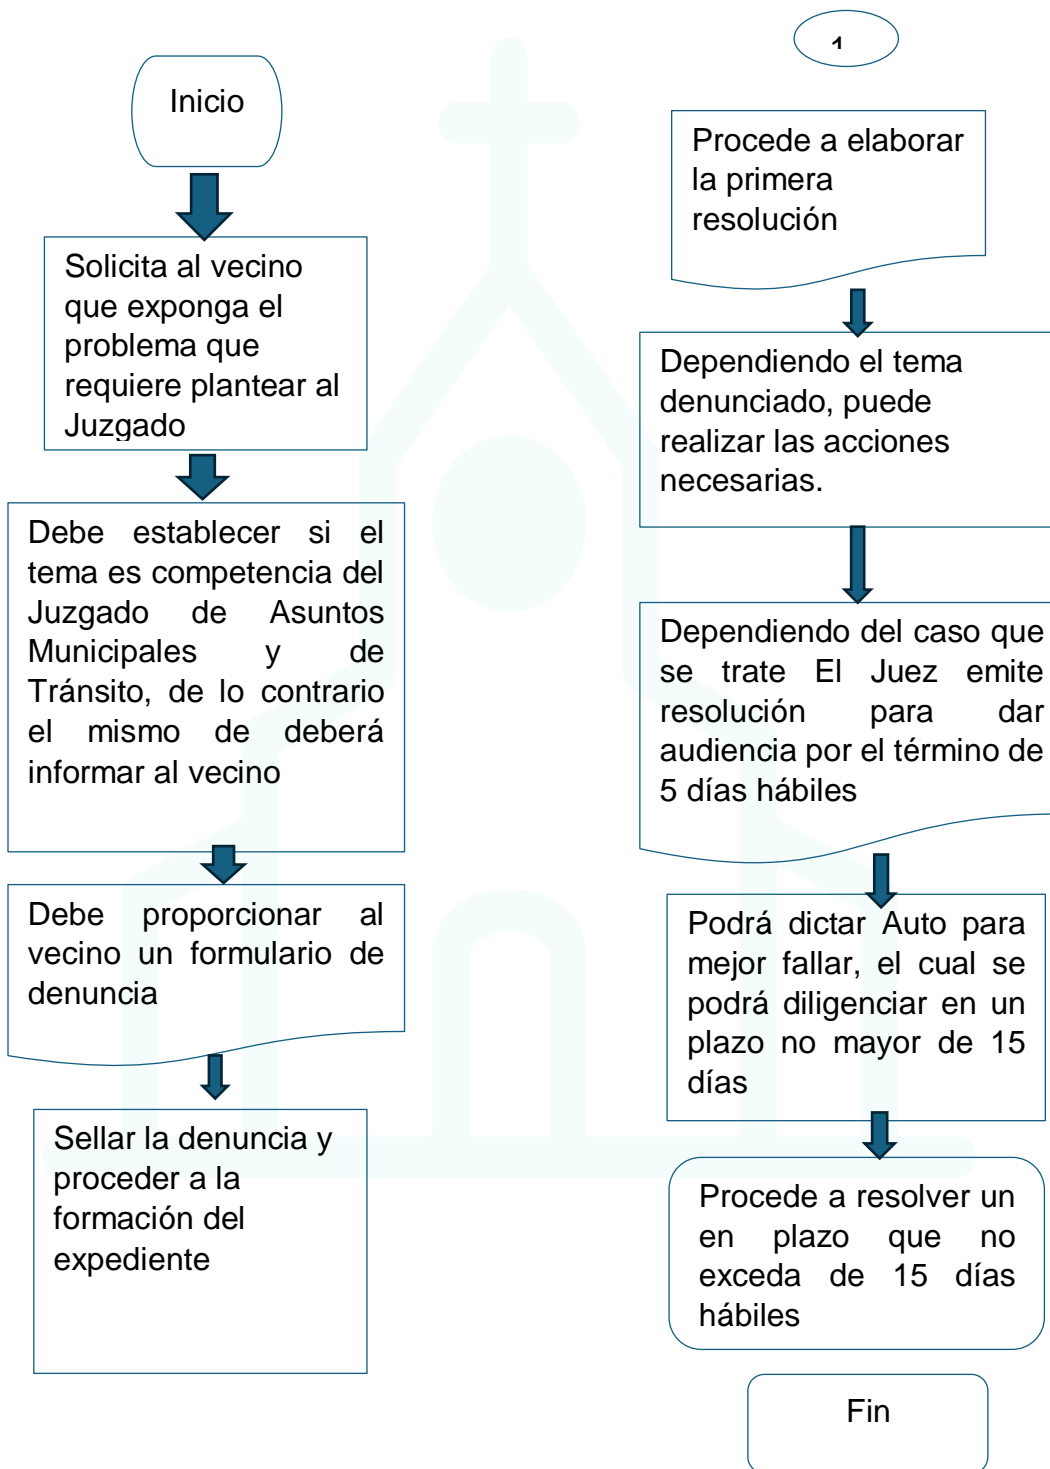 Inicio
Solicita al vecino
que exponga el
problema que
requiere plantear al
Juzgado
Debe establecer si el
tema es competencia del
Juzgado de Asuntos
Municipales y de
Tránsito, de lo contrario
el mismo de deberá
informar al vecino
Debe proporcionar al
vecino un formulario de
denuncia
Sellar la denuncia y
proceder a la
formación del
expediente
1
Procede a elaborar
la primera
resolución
Dependiendo el tema
denunciado, puede
realizar las acciones
necesarias.
Dependiendo del caso que
se trate El Juez emite
resolución para dar
audiencia por el término de
5 días hábiles
Podrá dictar Auto para
mejor fallar, el cual se
podrá diligenciar en un
plazo no mayor de 15
días
Procede a resolver un
en plazo que no
exceda de 15 días
hábiles
Fin